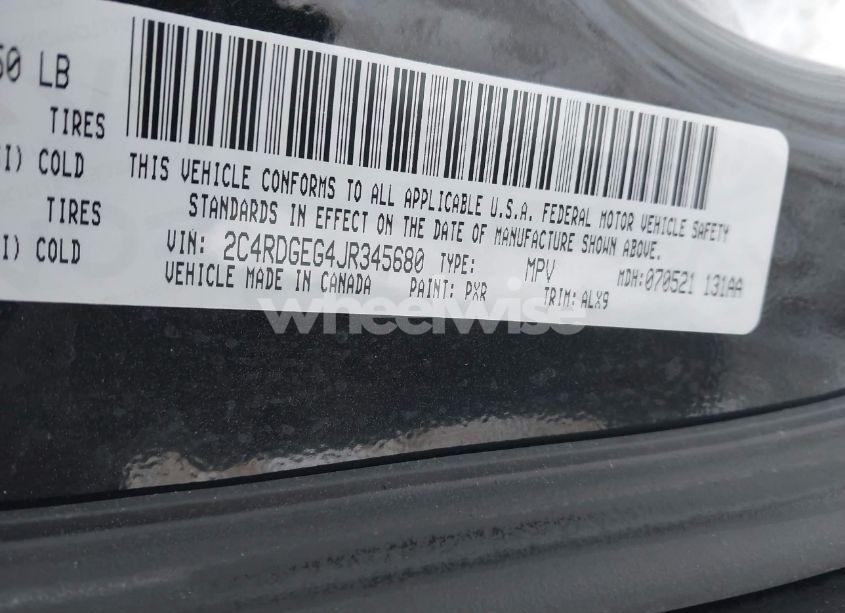 50 LB
TIRES
I) COLD
TIRES
) COLD
THIS VEHICLE CONFORMS TO ALL APPLICABLE U.S.A. FEDERAL MOTOR VEHICLE SAFETY
STANDARDS IN EFFECT ON THE DATE OF MANUFACTURE SHOWN ABOVE.
VIN: 2C4RDGEG4JR345680 TYPE: MPV MDH:070521 131AA
VEHICLE MADE IN CANADA PAINT: PXR TRIM: ALX9
wheelwise